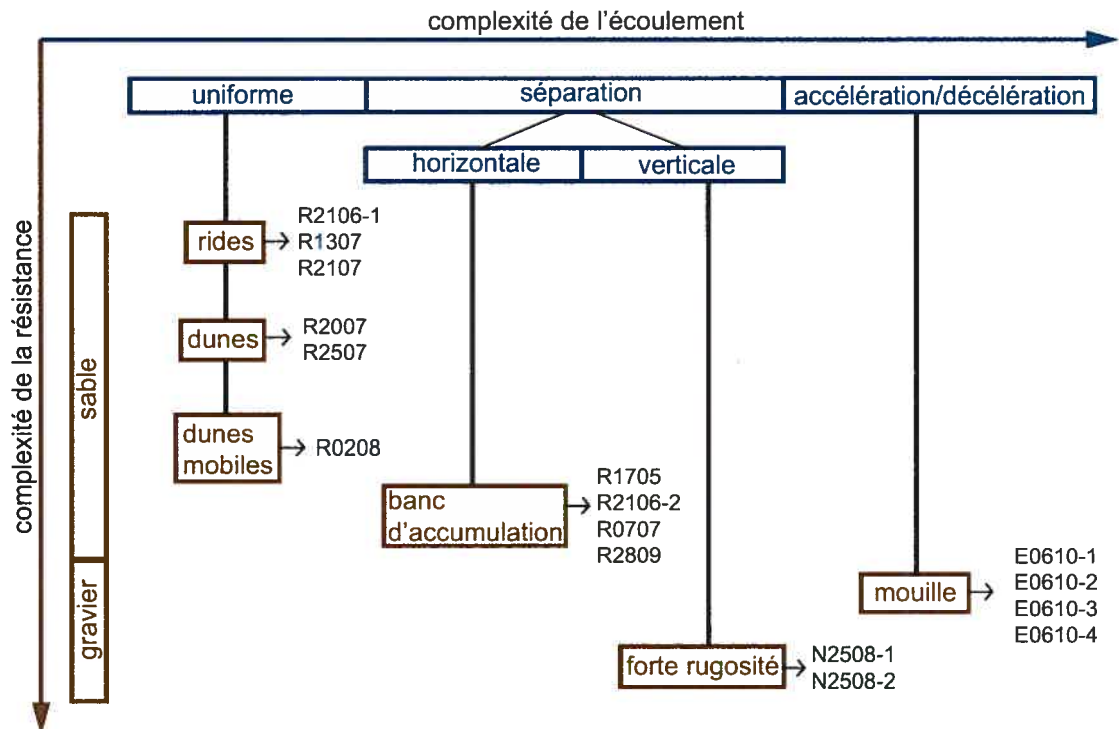 complexité de l'écoulement
uniforme
séparation
accélération/décélération
horizontale
verticale
complexité de la résistance
sable
gravier
rides
R2106-1
R1307
R2107
dunes
R2007
R2507
dunes
mobiles
R0208
banc
d'accumulation
R1705
R2106-2
R0707
R2809
mouille
E0610-1
E0610-2
E0610-3
E0610-4
forte rugosité
N2508-1
N2508-2